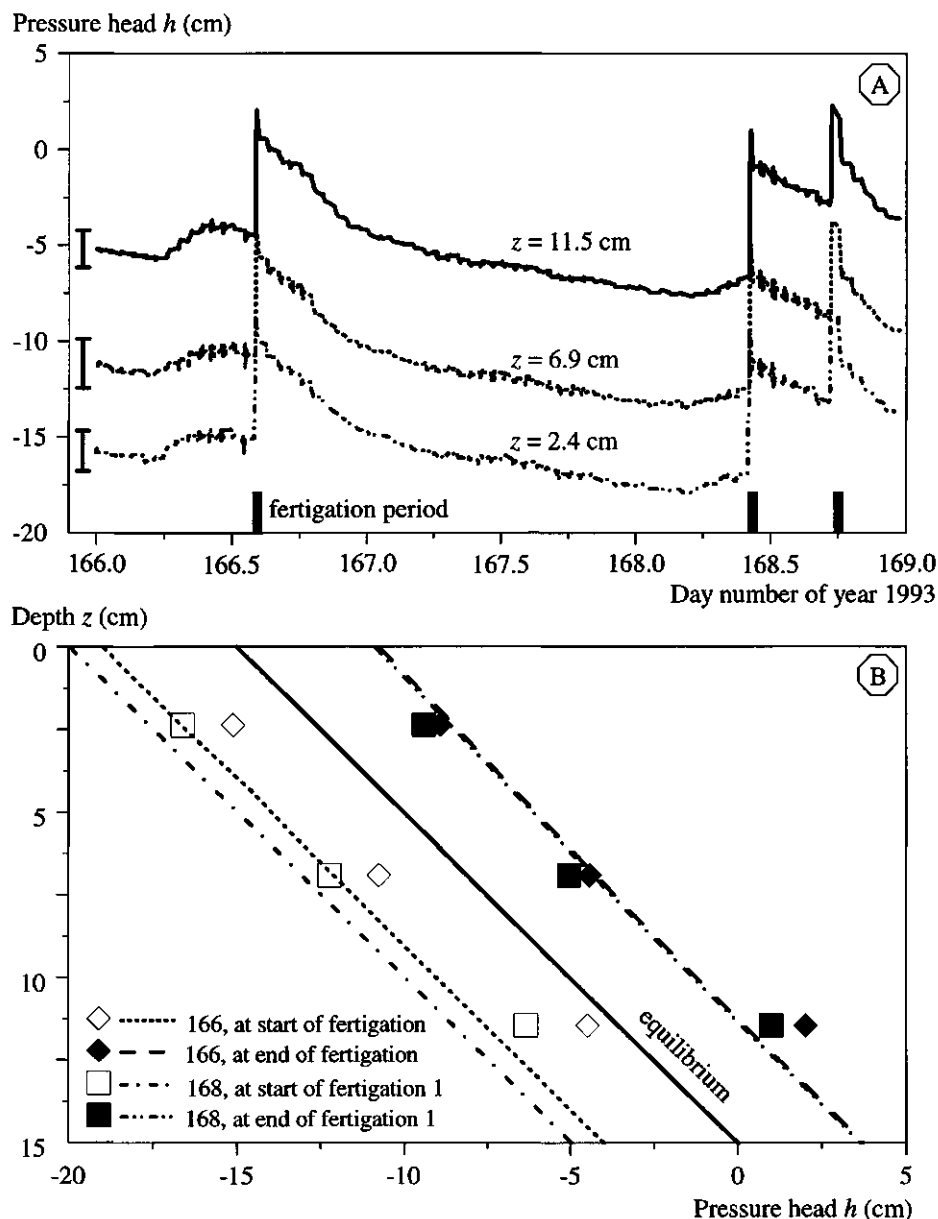 Pressure head h (cm)
5
A
0
z = 11.5 cm
-5
-10
z = 6.9 cm
-15
z = 2.4 cm
fertigation period
-20
166.0 166.5 167.0 167.5 168.0 168.5 169.0
Day number of year 1993
Depth z (cm)
0
B
5
10
equilibrium
166, at start of fertigation
166, at end of fertigation
168, at start of fertigation 1
168, at end of fertigation 1
15
-20 -15 -10 -5 0 5
Pressure head h (cm)